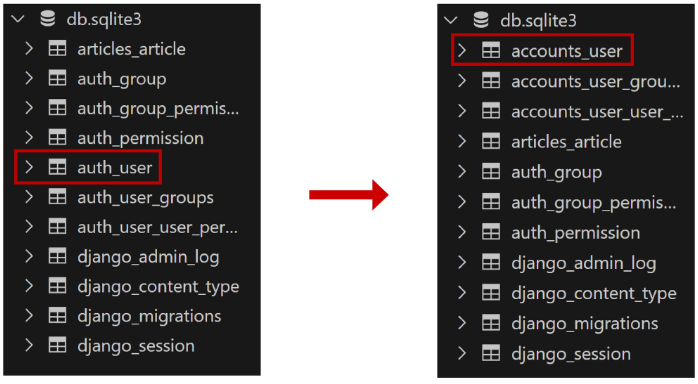 db.sqlite3
articles_article
auth_group
auth_group_permis...
auth_permission
auth_user
auth_user_groups
auth_user_user_per...
django_admin_log
django_content_type
django_migrations
django_session
db.sqlite3
accounts_user
accounts_user_grou...
accounts_user_user_...
articles_article
auth_group
auth_group_permis...
auth_permission
django_admin_log
django_content_type
django_migrations
django_session